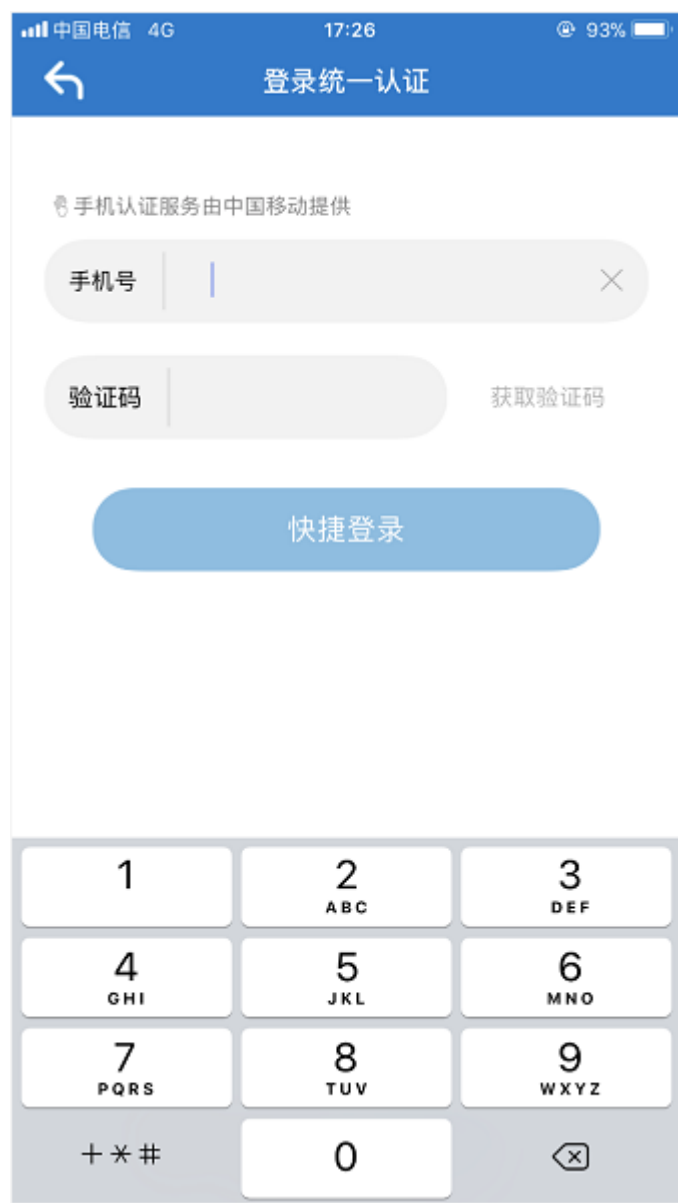 中国电信 4G 17:26 93%
登录统一认证
手机认证服务由中国移动提供
手机号
验证码 获取验证码
快捷登录
1 2 3
ABC DEF
4 5 6
GHI JKL MNO
7 8 9
PQRS TUV WXYZ
+*# 0